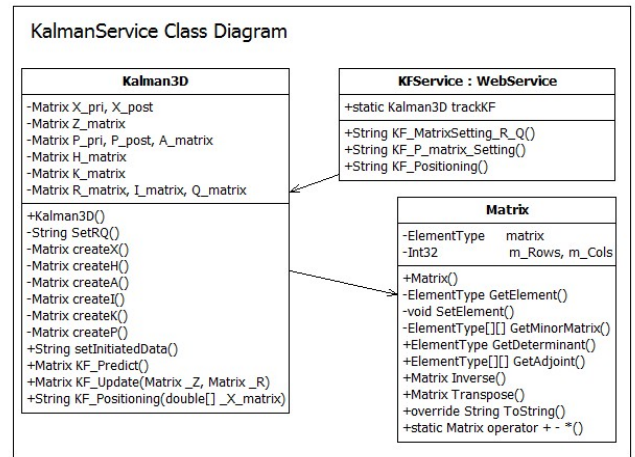 KalmanService Class Diagram
Kalman3D
-Matrix X_pri, X_post
-Matrix Z_matrix
-Matrix P_pri, P_post, A_matrix
-Matrix H_matrix
-Matrix K_matrix
-Matrix R_matrix, I_matrix, Q_matrix
+Kalman3D()
-String SetRQ()
-Matrix createX()
-Matrix createH()
-Matrix createA()
-Matrix createI()
-Matrix createK()
-Matrix createP()
+String setInitiatedData()
+Matrix KF_Predict()
+Matrix KF_Update(Matrix _Z, Matrix _R)
+String KF_Positioning(double[] _X_matrix)
KFService : WebService
+static Kalman3D trackKF
+String KF_MatrixSetting_R_Q()
+String KF_P_matrix_Setting()
+String KF_Positioning()
Matrix
-ElementType matrix
-Int32 m_Rows, m_Cols
+Matrix()
-ElementType GetElement()
-void SetElement()
-ElementType[][] GetMinorMatrix()
+ElementType GetDeterminant()
+ElementType[][] GetAdjoint()
+Matrix Inverse()
+Matrix Transpose()
+override String ToString()
+static Matrix operator + - *()